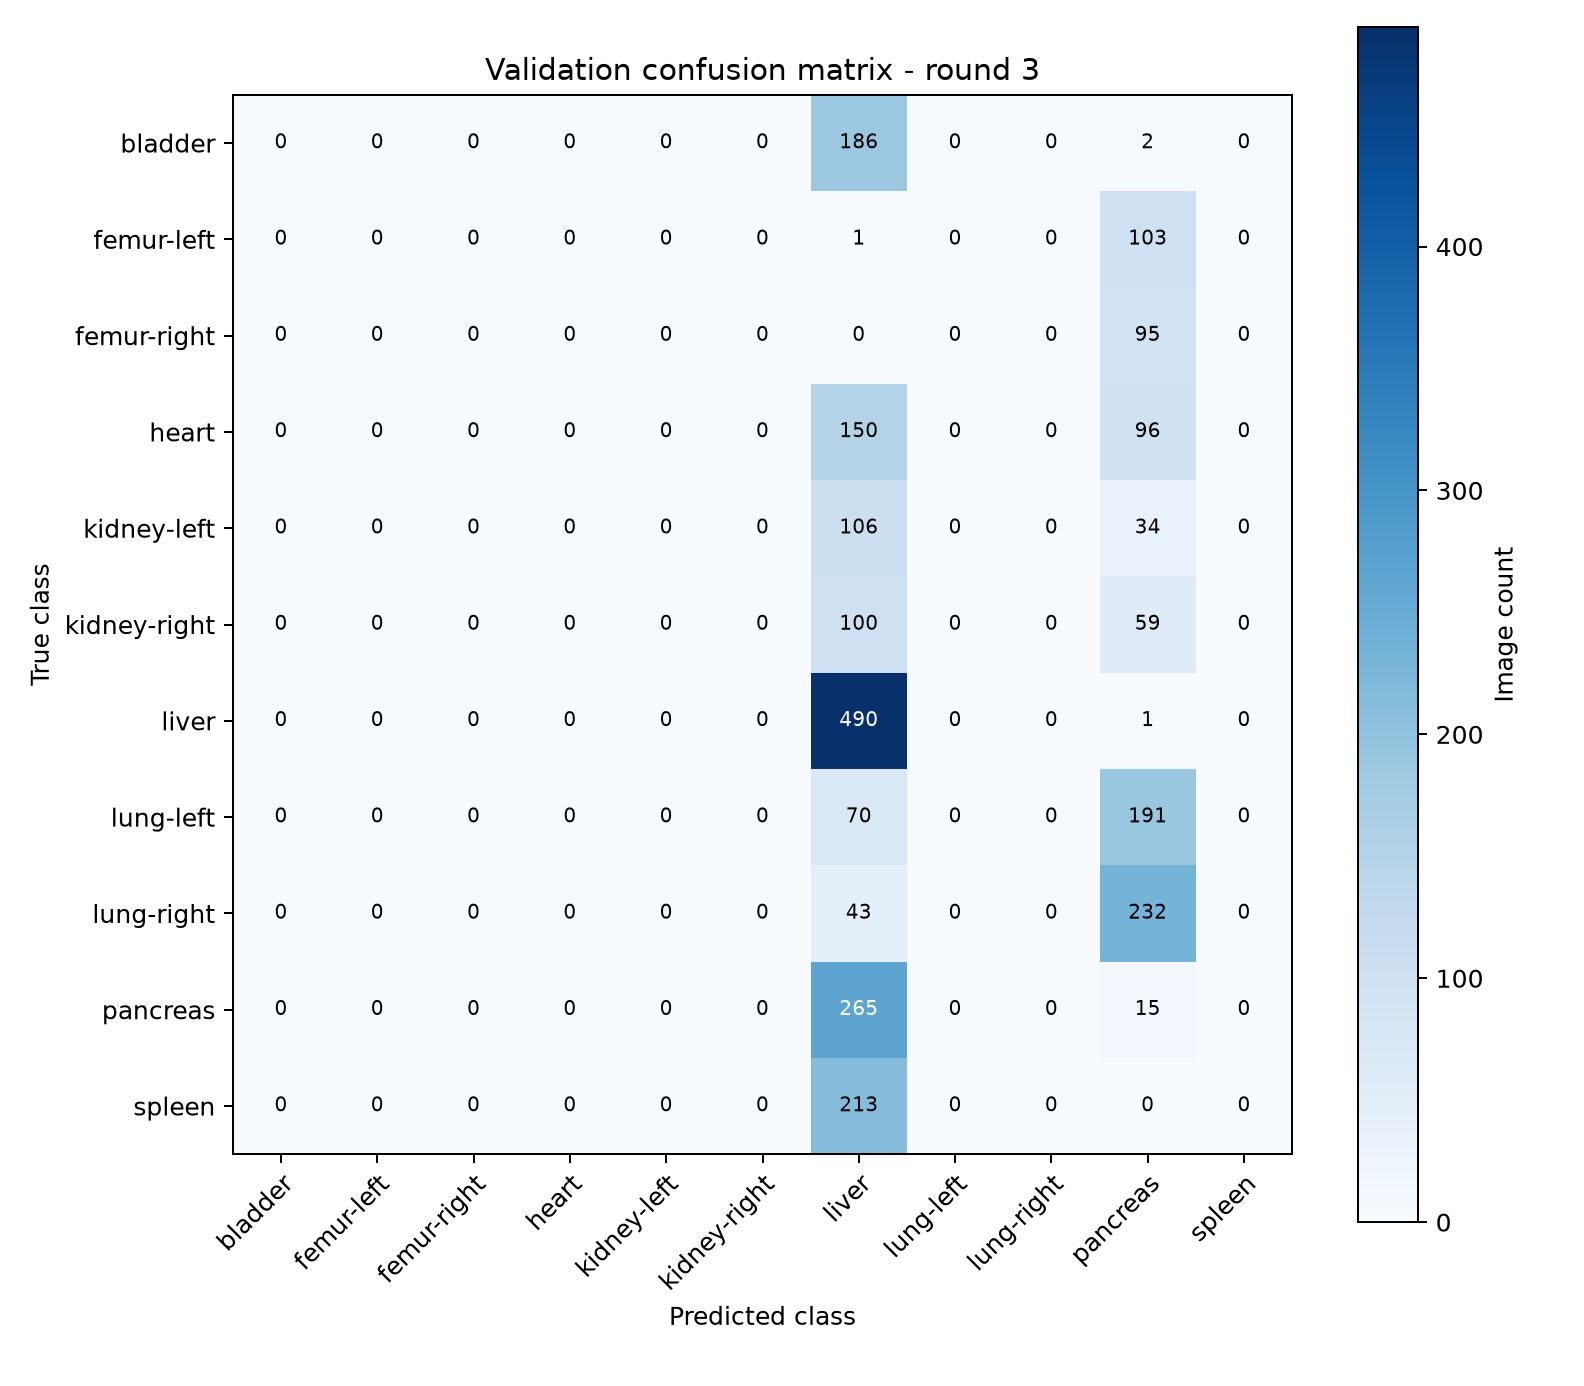 Validation confusion matrix - round 3
bladder 0 0 0 0 0 0 186 0 0 2 0
femur-left 0 0 0 0 0 0 1 0 0 103 0
femur-right 0 0 0 0 0 0 0 0 0 95 0
heart 0 0 0 0 0 0 150 0 0 96 0
kidney-left 0 0 0 0 0 0 106 0 0 34 0
kidney-right 0 0 0 0 0 0 100 0 0 59 0
liver 0 0 0 0 0 0 490 0 0 1 0
lung-left 0 0 0 0 0 0 70 0 0 191 0
lung-right 0 0 0 0 0 0 43 0 0 232 0
pancreas 0 0 0 0 0 0 265 0 0 15 0
spleen 0 0 0 0 0 0 213 0 0 0 0
True class
bladder femur-left femur-right heart kidney-left kidney-right liver lung-left lung-right pancreas spleen
Predicted class
400
300
200
100
0
Image count